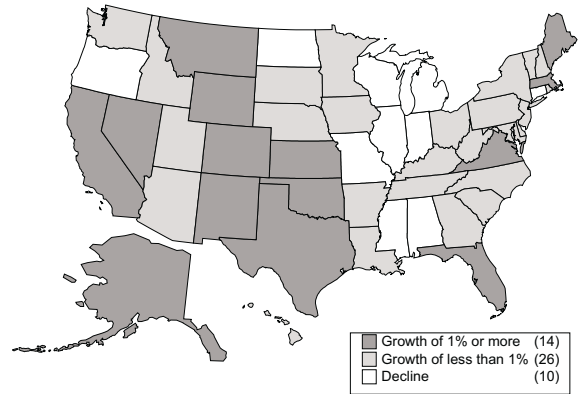 Growth of 1% or more (14)
Growth of less than 1% (26)
Decline (10)